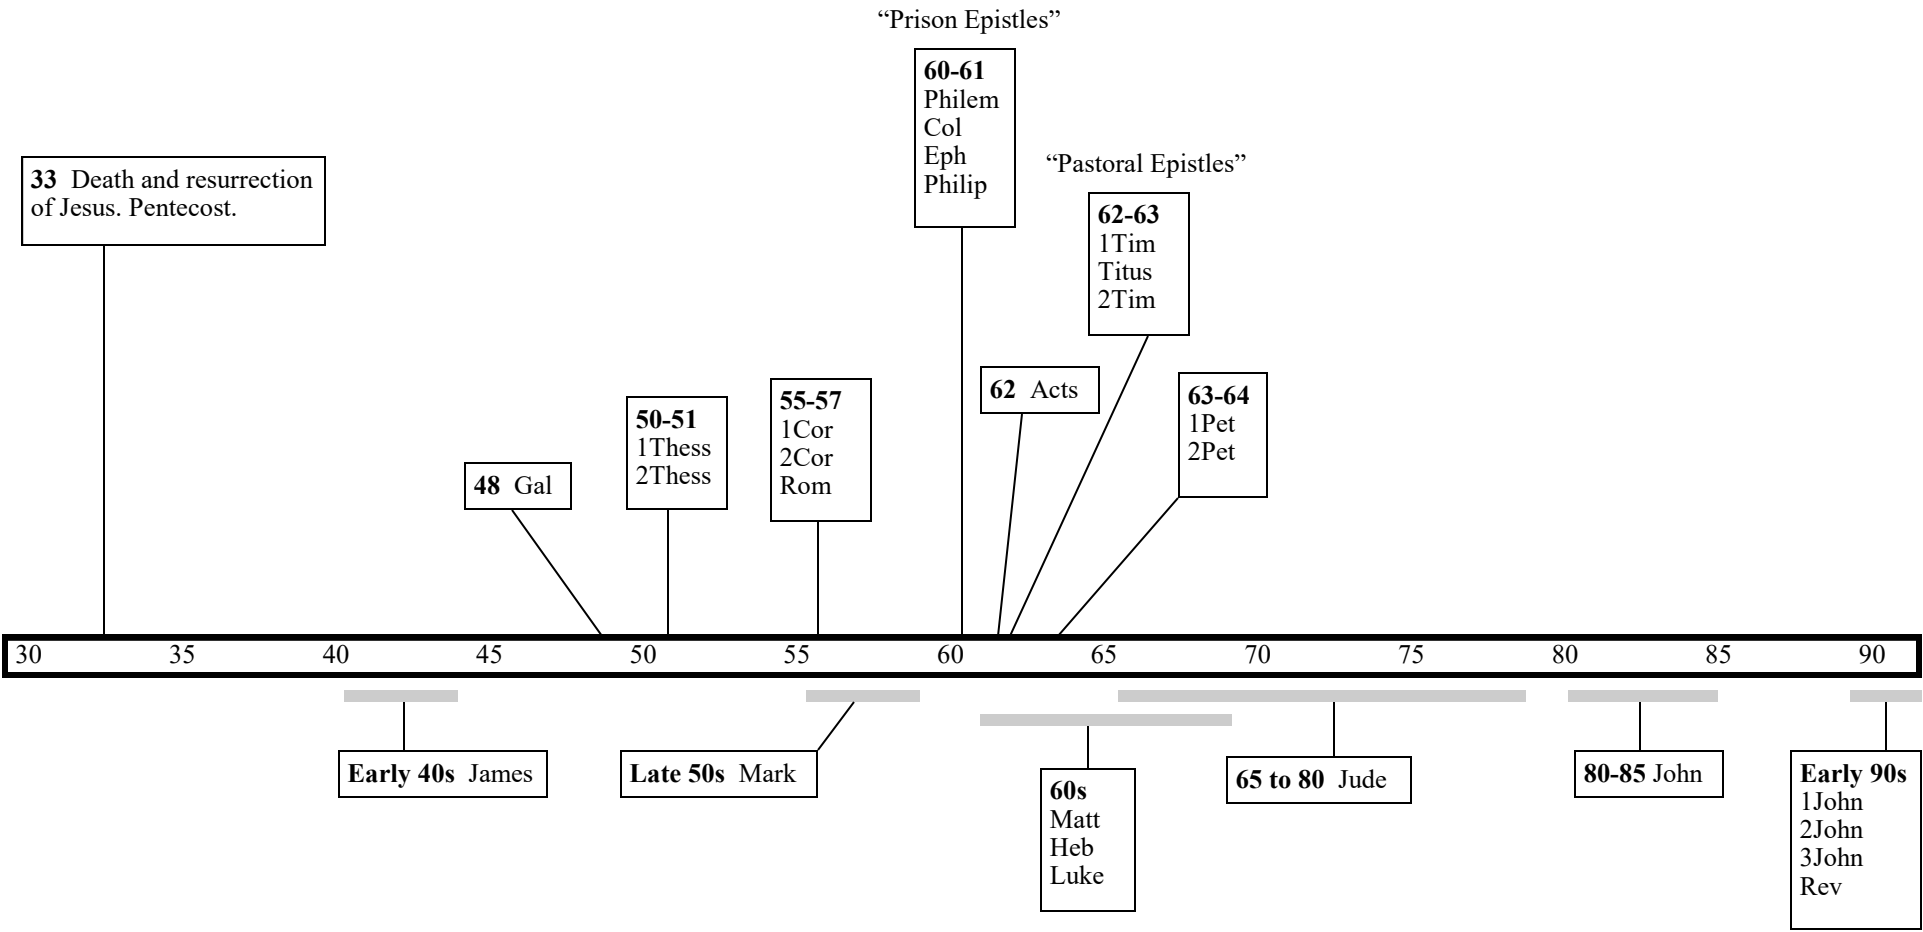 “Prison Epistles”
60-61
Philem
Col
Eph
Philip
“Pastoral Epistles”
33 Death and resurrection
of Jesus. Pentecost.
62-63
1Tim
Titus
2Tim
62 Acts
63-64
1Pet
2Pet
55-57
1Cor
2Cor
Rom
50-51
1Thess
2Thess
48 Gal
30 35 40 45 50 55 60 65 70 75 80 85 90
Early 40s James
Late 50s Mark
60s
Matt
Heb
Luke
65 to 80 Jude
80-85 John
Early 90s
1John
2John
3John
Rev